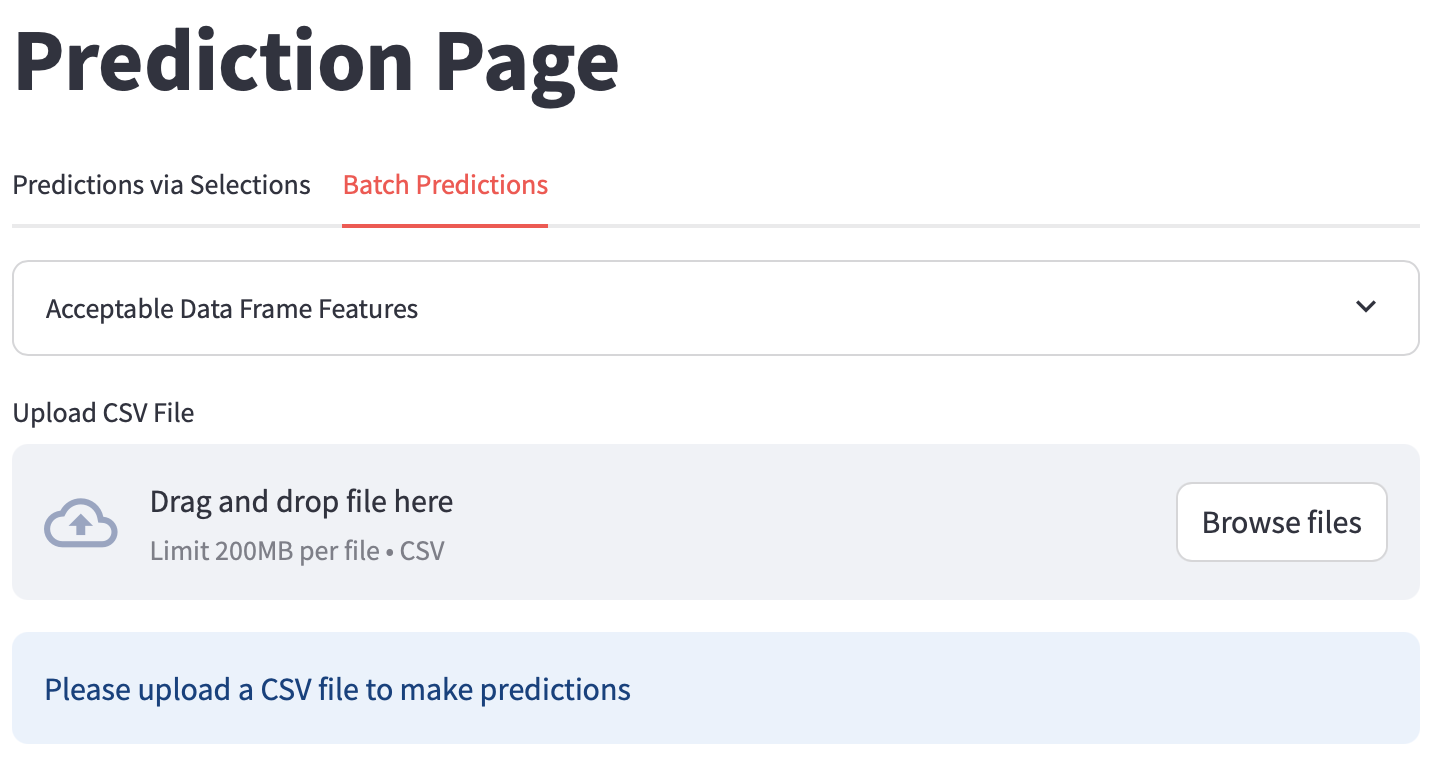 Prediction Page
Predictions via Selections
Batch Predictions
Acceptable Data Frame Features
Upload CSV File
Drag and drop file here
Limit 200MB per file • CSV
Browse files
Please upload a CSV file to make predictions